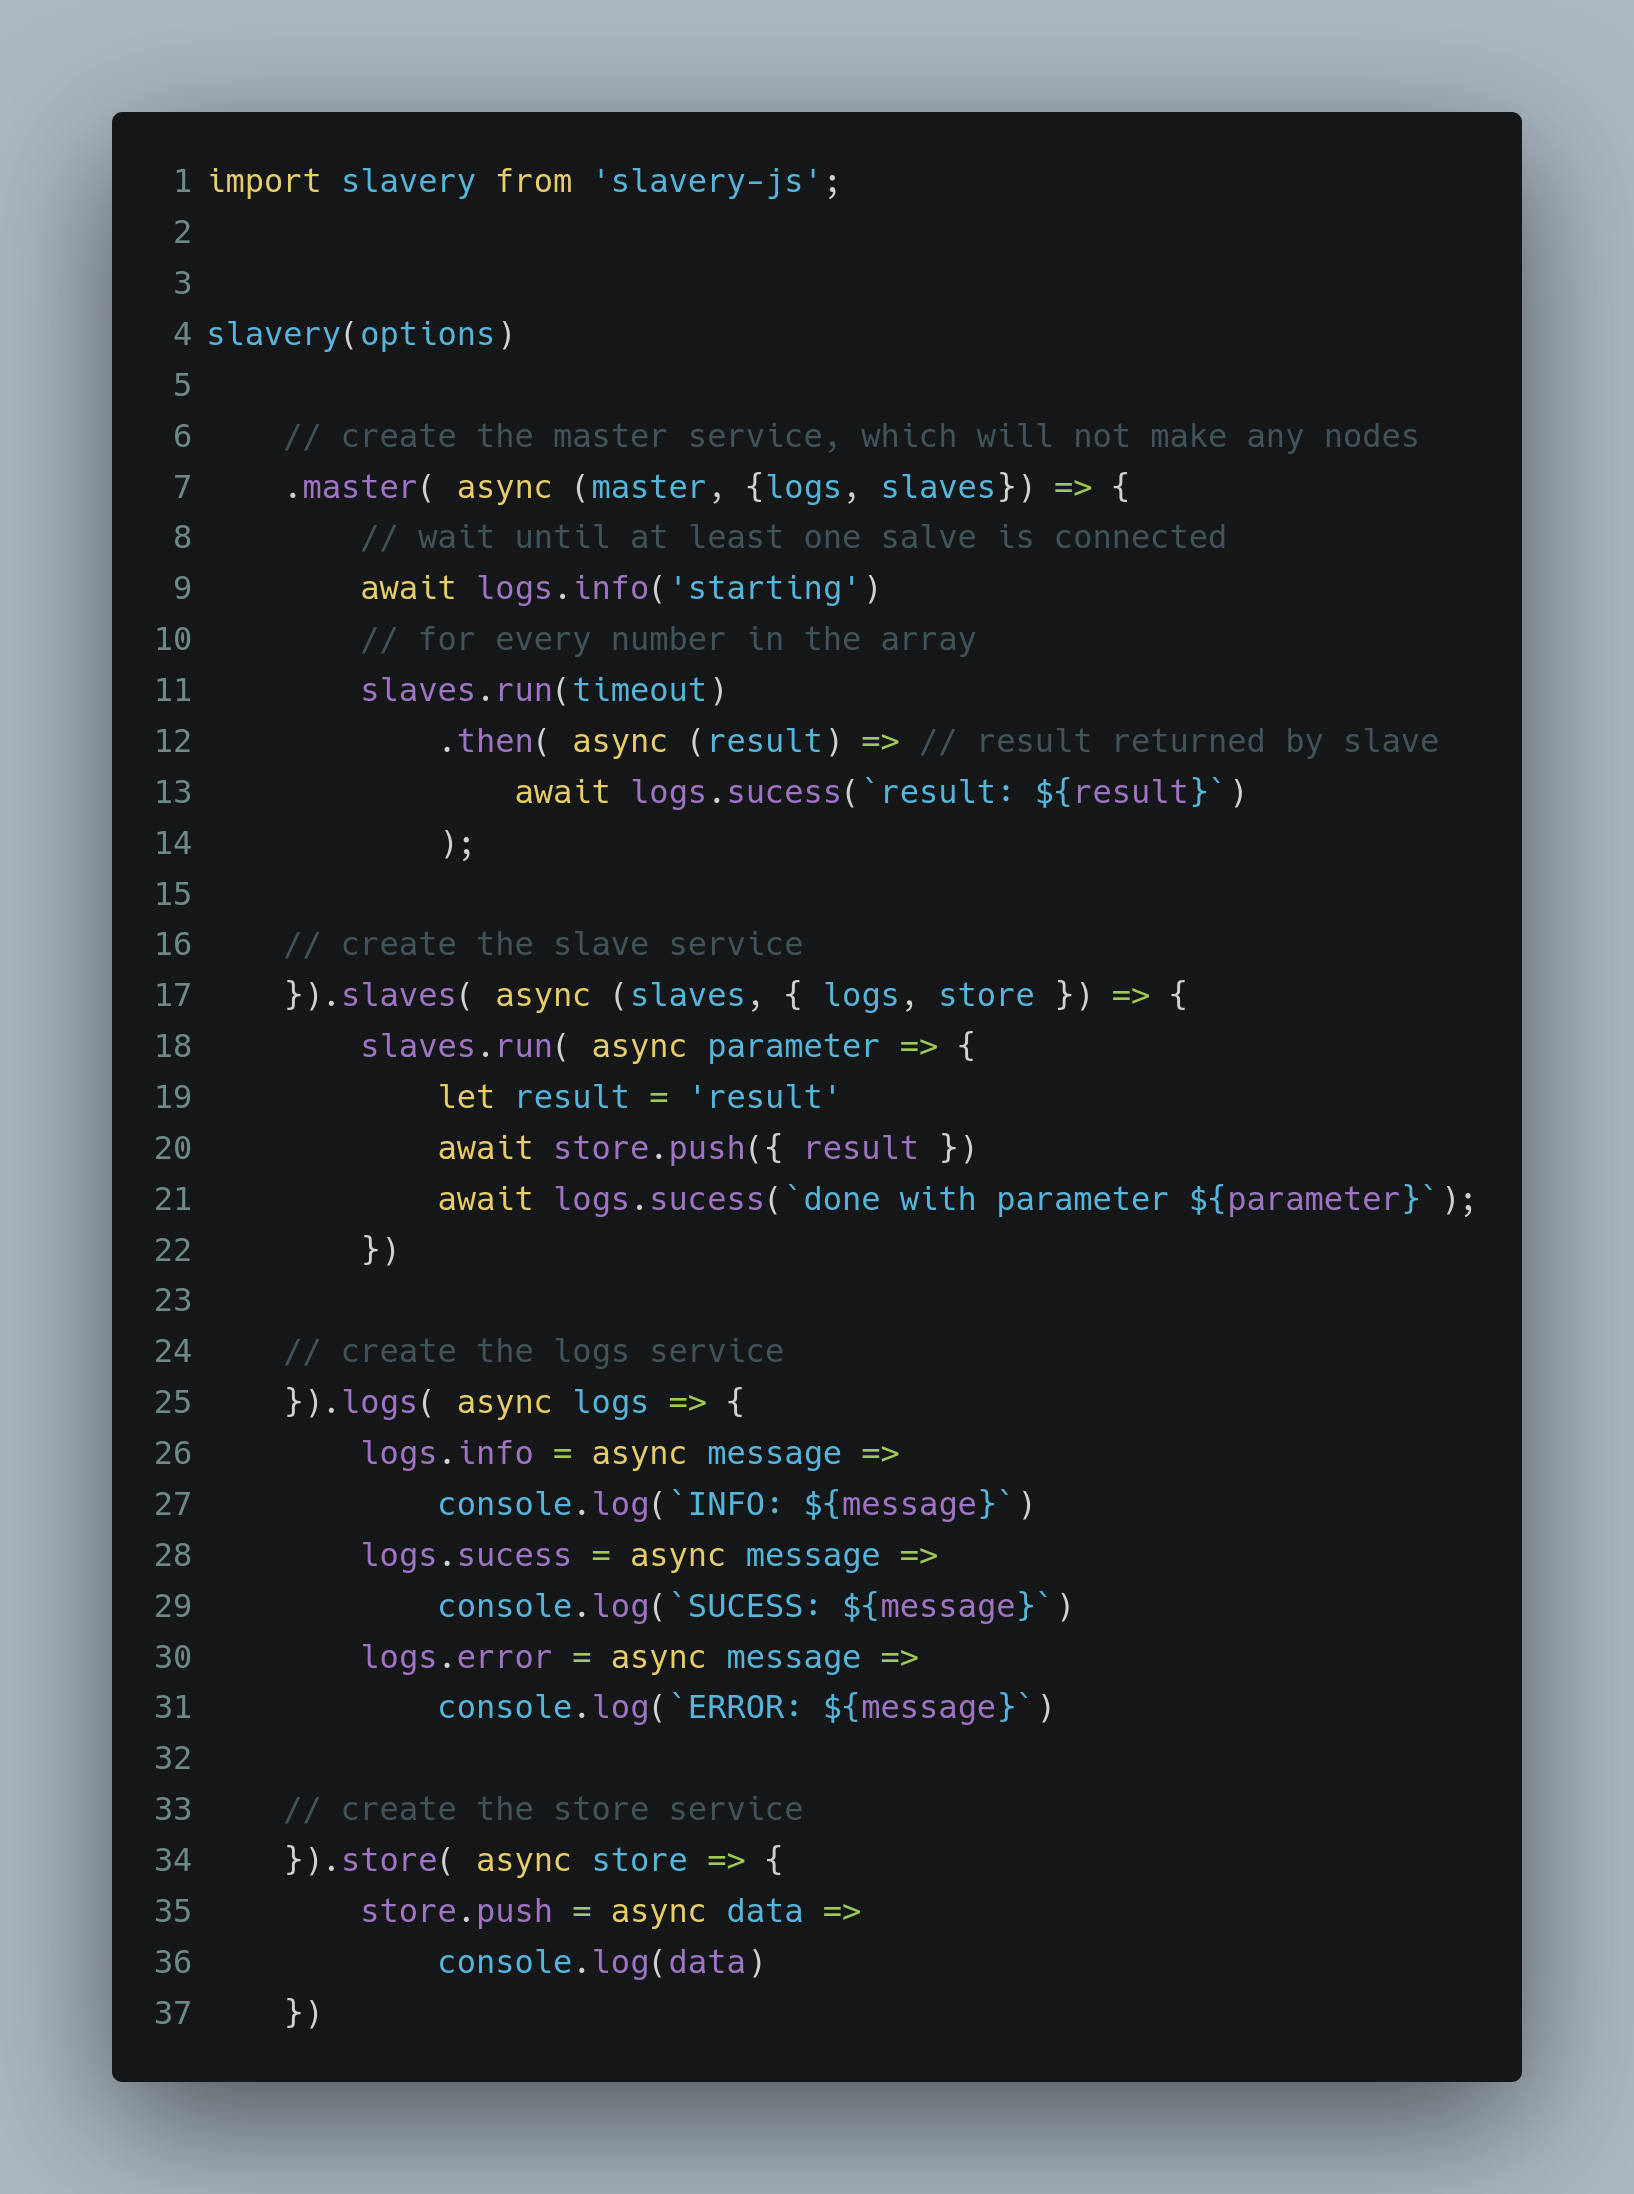 1 import slavery from 'slavery-js';
2
3
4 slavery(options)
5
6     // create the master service, which will not make any nodes
7     .master( async (master, {logs, slaves}) => {
8         // wait until at least one salve is connected
9         await logs.info('starting')
10         // for every number in the array
11         slaves.run(timeout)
12             .then( async (result) => // result returned by slave
13                 await logs.sucess(`result: ${result}`)
14             );
15
16     // create the slave service
17     }).slaves( async (slaves, { logs, store }) => {
18         slaves.run( async parameter => {
19             let result = 'result'
20             await store.push({ result })
21             await logs.sucess(`done with parameter ${parameter}`);
22         })
23
24     // create the logs service
25     }).logs( async logs => {
26         logs.info = async message =>
27             console.log(`INFO: ${message}`)
28         logs.sucess = async message =>
29             console.log(`SUCESS: ${message}`)
30         logs.error = async message =>
31             console.log(`ERROR: ${message}`)
32
33     // create the store service
34     }).store( async store => {
35         store.push = async data =>
36             console.log(data)
37     })